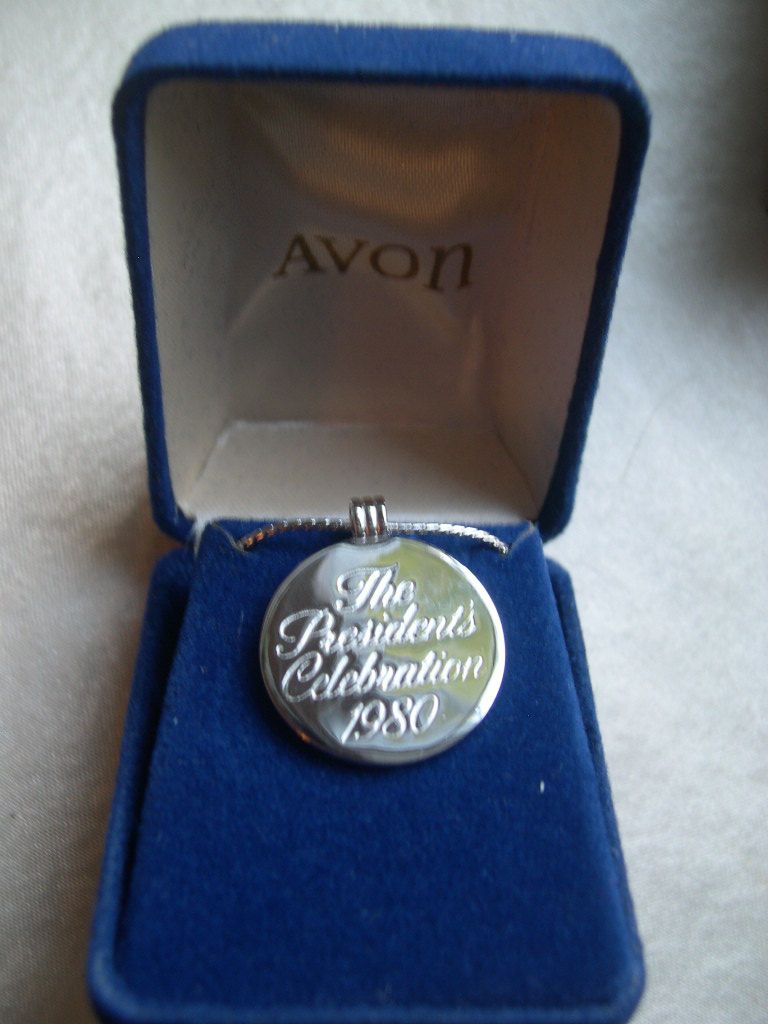 AVON
The
President's
Celebration
1980